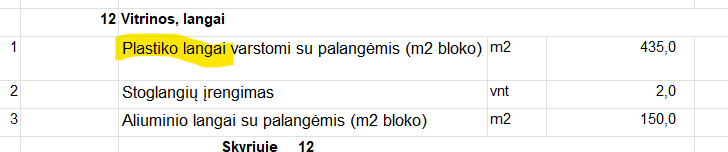 12 Vitrinos, langai
1 Plastiko langai varstomi su palangėmis (m2 bloko) m2 435,0
2 Stoglangių įrengimas vnt 2,0
3 Aliuminio langai su palangėmis (m2 bloko) m2 150,0
Skyriuje 12